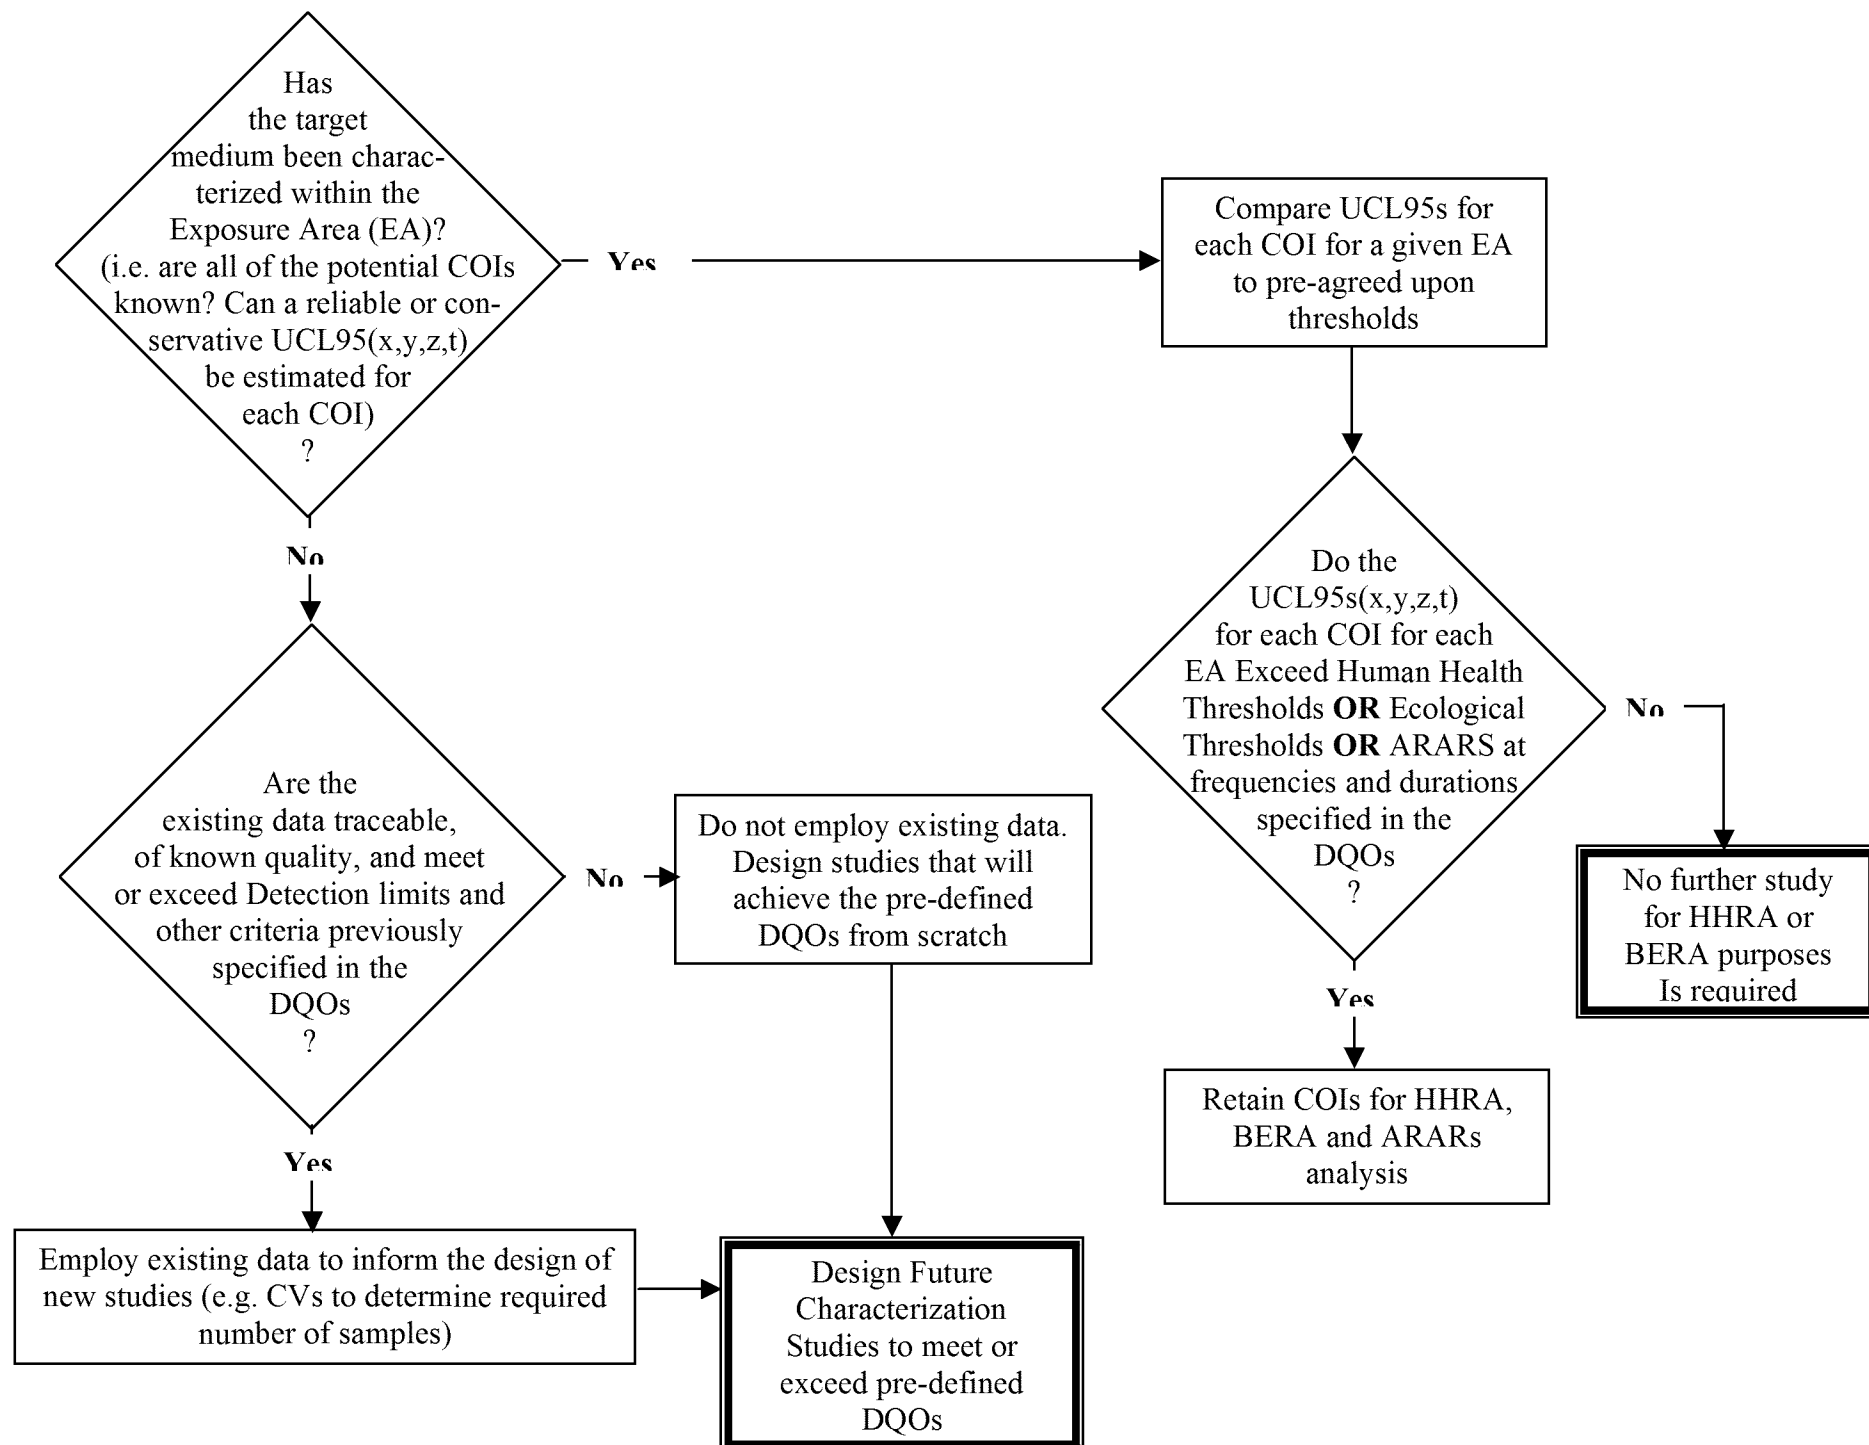 Has
the target
medium been charac-
terized within the
Exposure Area (EA)?
(i.e. are all of the potential COIs
known? Can a reliable or con-
servative UCL95(x,y,z,t)
be estimated for
each COI)
?
Yes
Compare UCL95s for
each COI for a given EA
to pre-agreed upon
thresholds
No
Do the
UCL95s(x,y,z,t)
for each COI for each
EA Exceed Human Health
Thresholds OR Ecological
Thresholds OR ARARS at
frequencies and durations
specified in the
DQOs
?
No
No further study
for HHRA or
BERA purposes
Is required
Yes
Retain COIs for HHRA,
BERA and ARARs
analysis
Are the
existing data traceable,
of known quality, and meet
or exceed Detection limits and
other criteria previously
specified in the
DQOs
?
No
Do not employ existing data.
Design studies that will
achieve the pre-defined
DQOs from scratch
Yes
Employ existing data to inform the design of
new studies (e.g. CVs to determine required
number of samples)
Design Future
Characterization
Studies to meet or
exceed pre-defined
DQOs